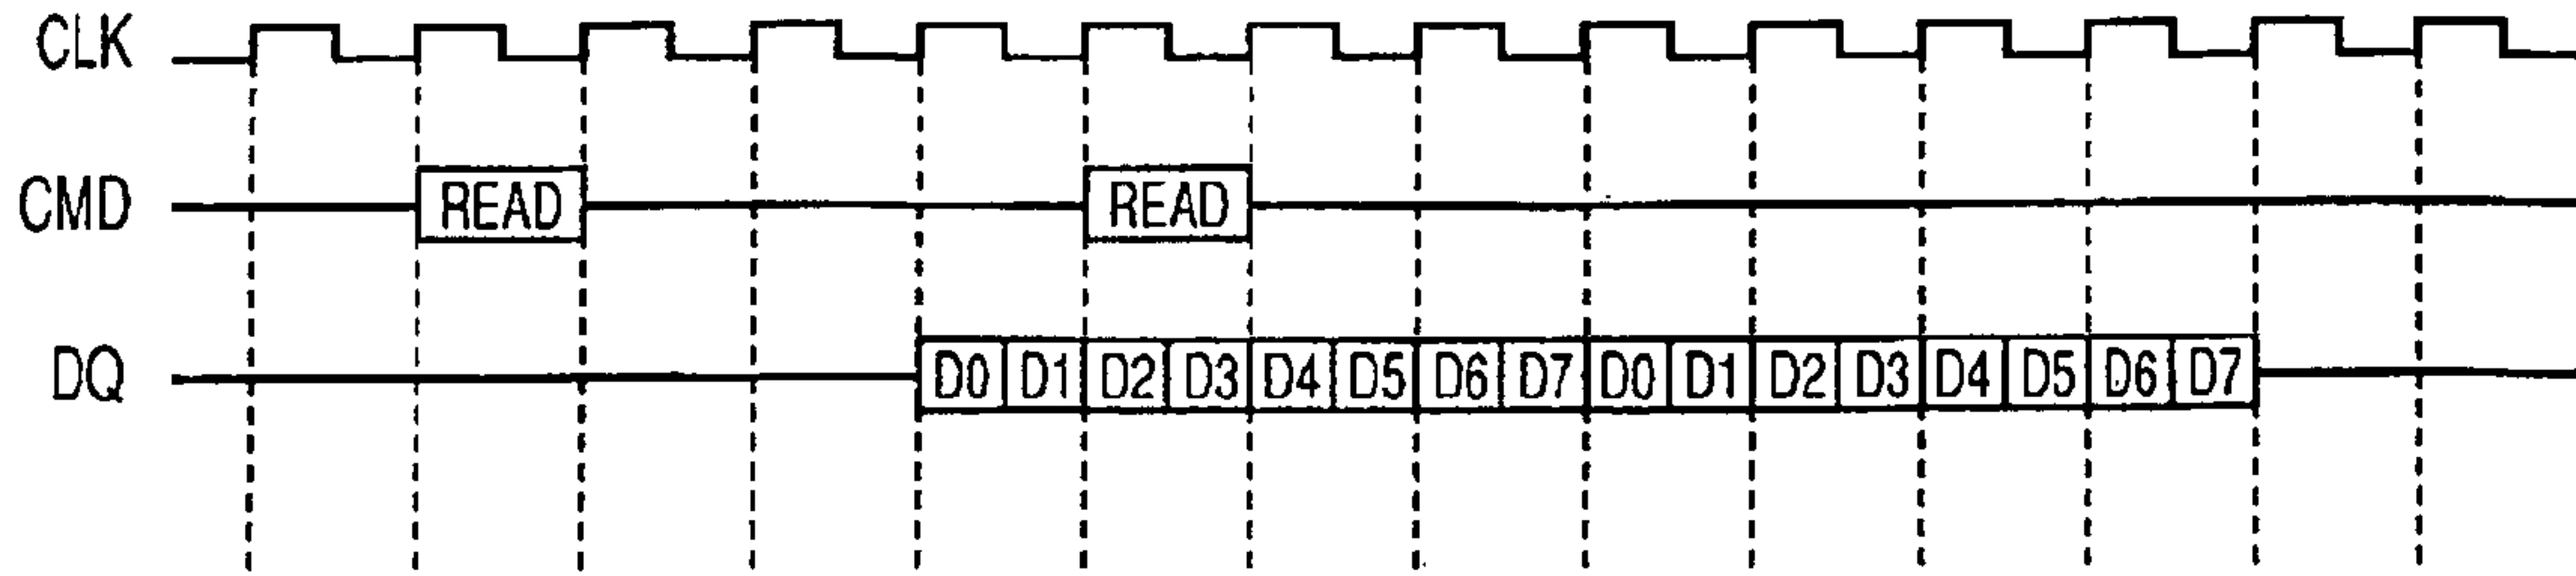 CLK
CMD READ READ
DQ D0 D1 D2 D3 D4 D5 D6 D7 D0 D1 D2 D3 D4 D5 D6 D7